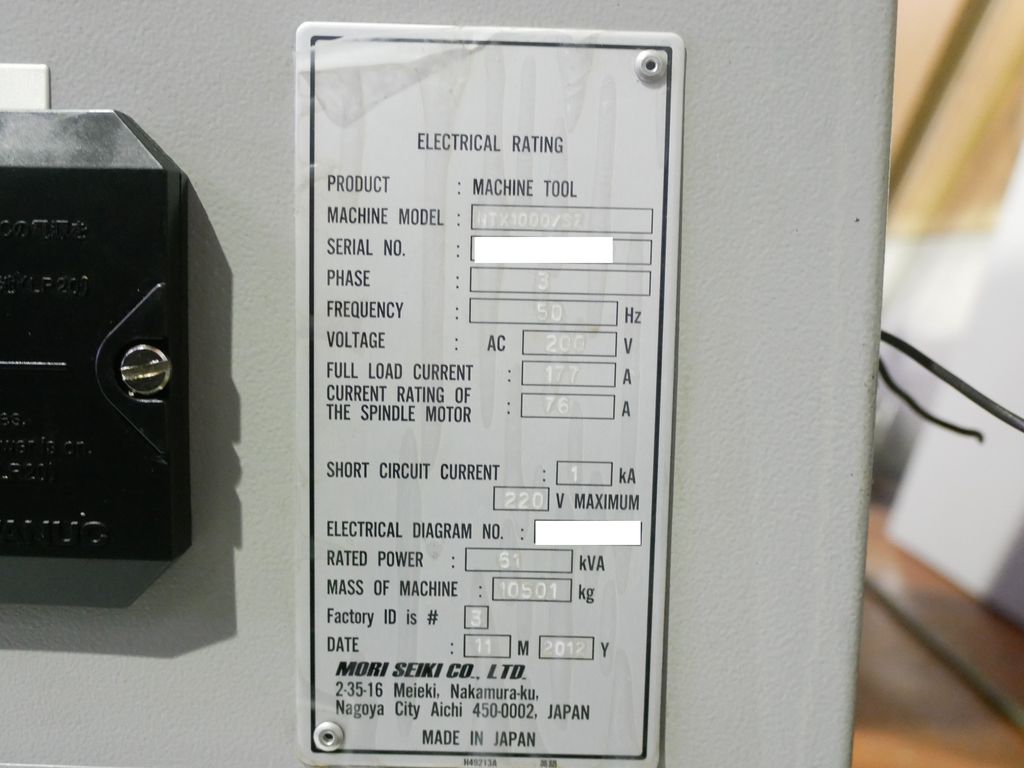 ELECTRICAL RATING
PRODUCT : MACHINE TOOL
MACHINE MODEL : NTX1000/SZ
SERIAL NO. :
PHASE : 3
FREQUENCY : 50 Hz
VOLTAGE : AC 200 V
FULL LOAD CURRENT : 177 A
CURRENT RATING OF
THE SPINDLE MOTOR : 76 A
SHORT CIRCUIT CURRENT : 1 kA
220 V MAXIMUM
ELECTRICAL DIAGRAM NO. :
RATED POWER : 61 kVA
MASS OF MACHINE : 10501 kg
Factory ID is # 3
DATE : 11 M 2012 Y
MORI SEIKI CO., LTD.
2-35-16 Meieki, Nakamura-ku,
Nagoya City Aichi 450-0002, JAPAN
MADE IN JAPAN
H49213A